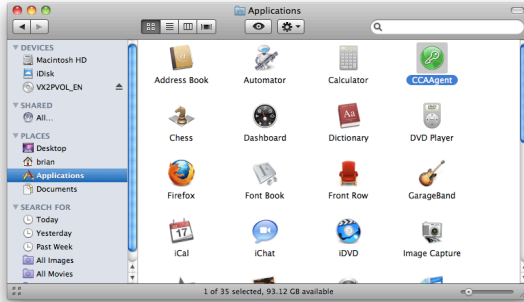 Applications
DEVICES
Macintosh HD
iDisk
VX2PVOL_EN
SHARED
All...
PLACES
Desktop
brian
Applications
Documents
SEARCH FOR
Today
Yesterday
Past Week
All Images
All Movies
Address Book Automator Calculator CCAAgent
Chess Dashboard Dictionary DVD Player
Firefox Font Book Front Row GarageBand
17
iCal iChat iDVD Image Capture
1 of 35 selected, 93.12 GB available